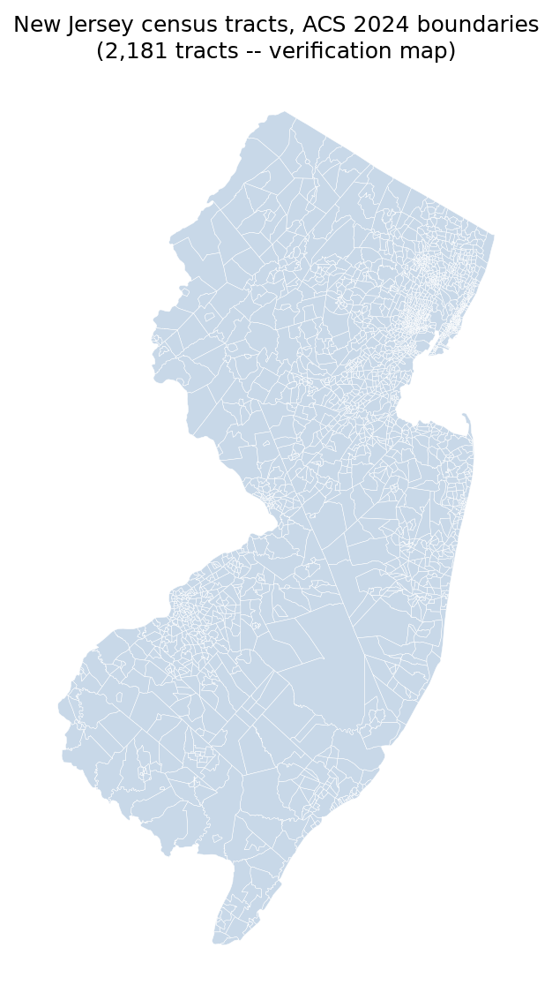 New Jersey census tracts, ACS 2024 boundaries
(2,181 tracts -- verification map)